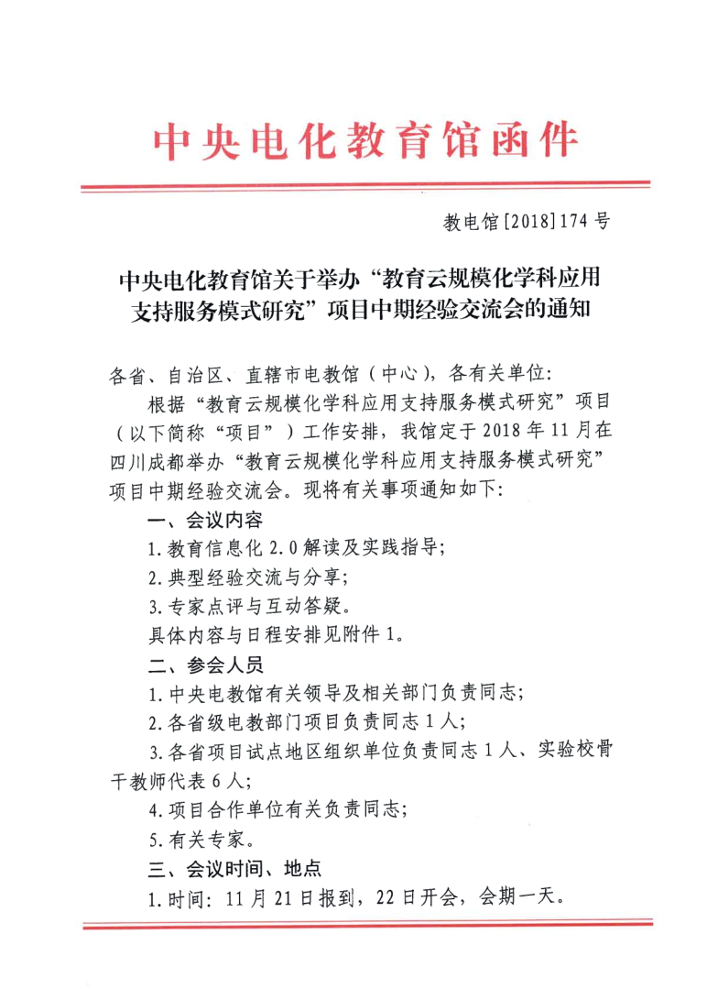 中央电化教育馆函件
教电馆[2018]174 号
中央电化教育馆关于举办“教育云规模化学科应用
支持服务模式研究”项目中期经验交流会的通知
各省、自治区、直辖市电教馆（中心），各有关单位：
根据“教育云规模化学科应用支持服务模式研究”项目
（以下简称“项目”）工作安排，我馆定于 2018 年 11 月在
四川成都举办“教育云规模化学科应用支持服务模式研究”
项目中期经验交流会。现将有关事项通知如下：
一、会议内容
1.教育信息化 2.0 解读及实践指导；
2.典型经验交流与分享；
3.专家点评与互动答疑。
具体内容与日程安排见附件 1。
二、参会人员
1.中央电教馆有关领导及相关部门负责同志；
2.各省级电教部门项目负责同志 1 人；
3.各省项目试点地区组织单位负责同志 1 人、实验校骨
干教师代表 6 人；
4.项目合作单位有关负责同志；
5.有关专家。
三、会议时间、地点
1.时间：11 月 21 日报到，22 日开会，会期一天。